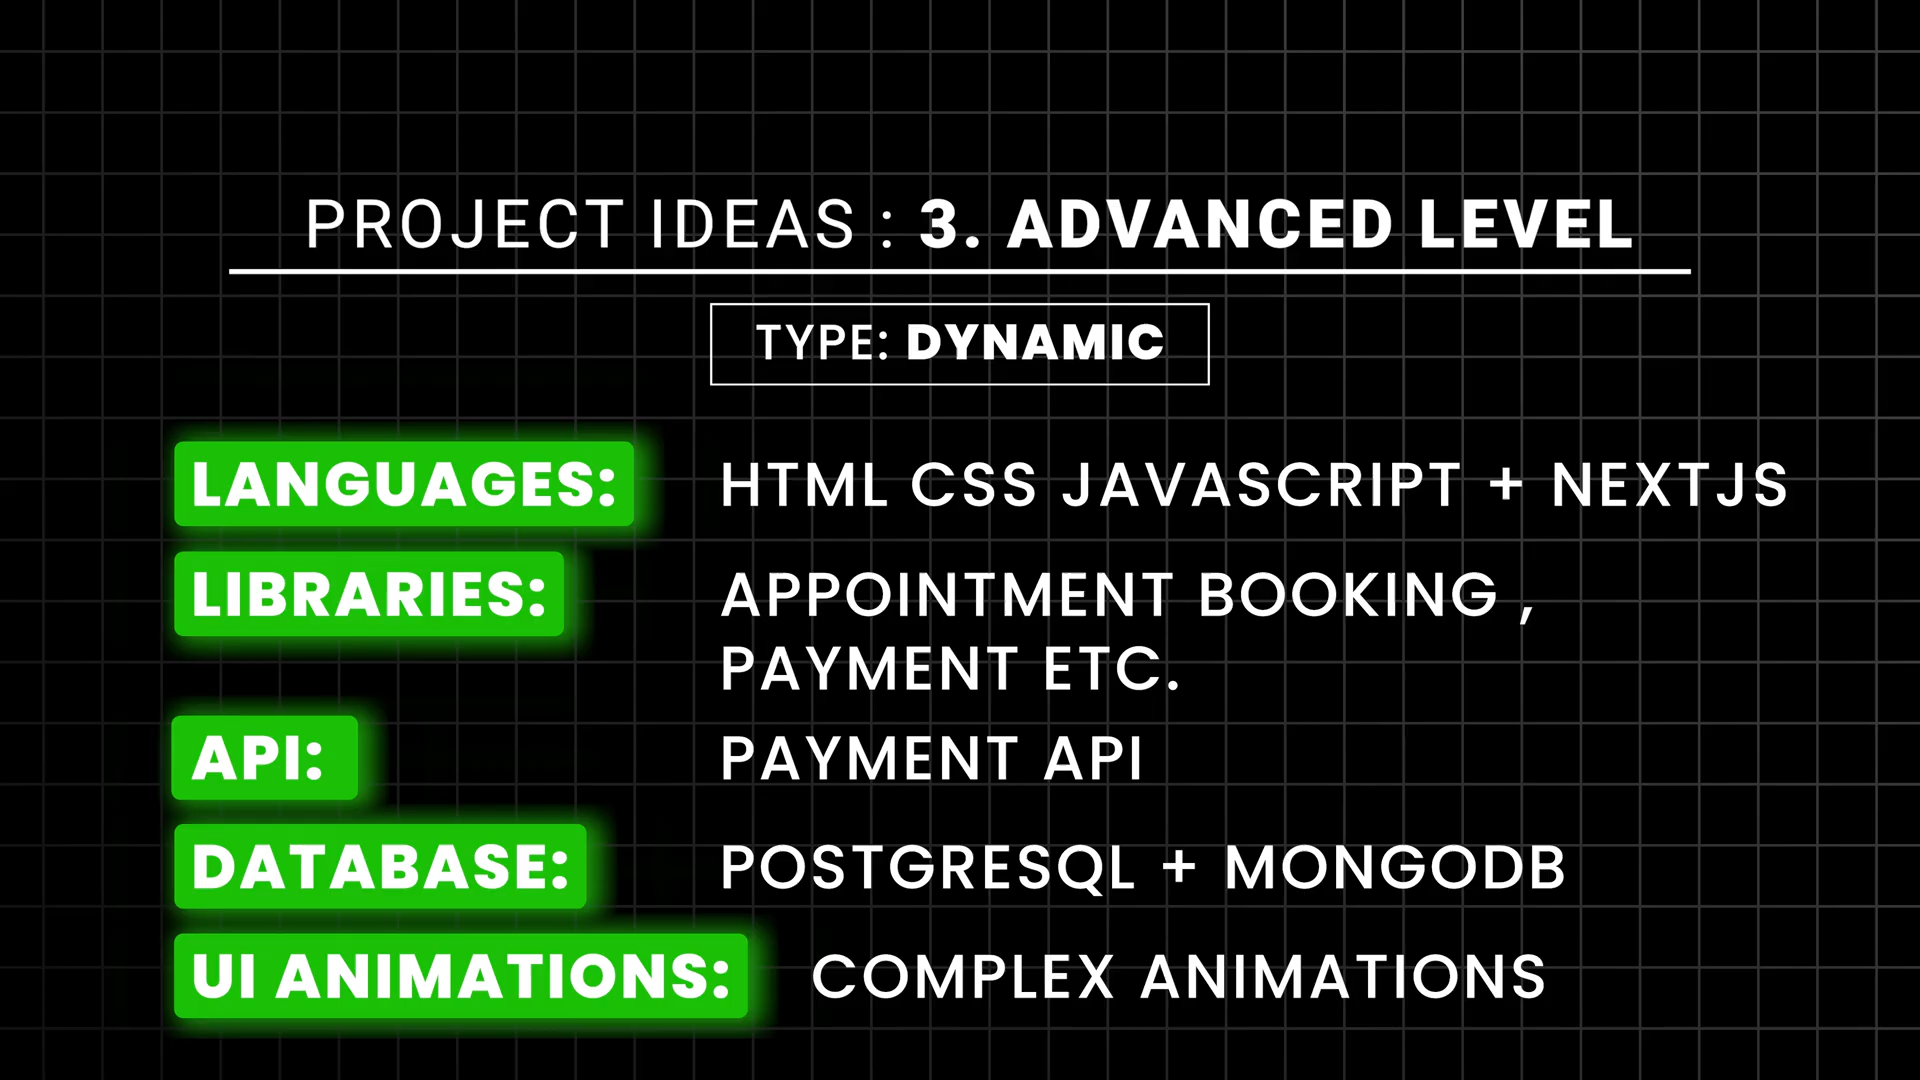 PROJECT IDEAS : 3. ADVANCED LEVEL
TYPE: DYNAMIC
LANGUAGES: HTML CSS JAVASCRIPT + NEXTJS
LIBRARIES: APPOINTMENT BOOKING ,
PAYMENT ETC.
API: PAYMENT API
DATABASE: POSTGRESQL + MONGODB
UI ANIMATIONS: COMPLEX ANIMATIONS